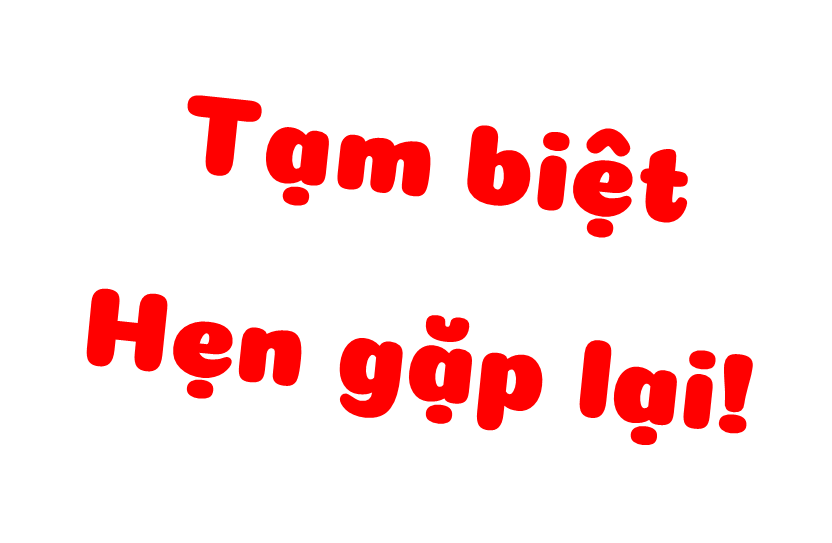 Tạm biệt
Hẹn gặp lại!